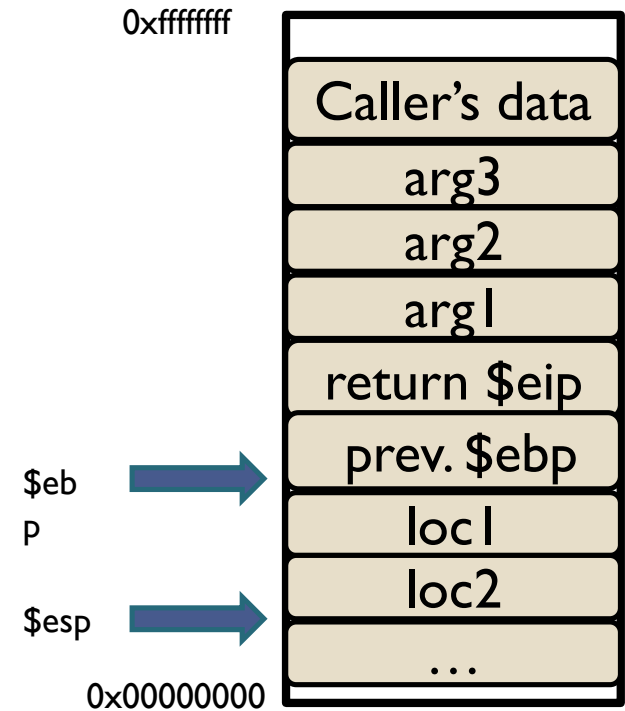 0xffffffff
Caller's data
arg3
arg2
arg1
return $eip
prev. $ebp
$eb
p
loc1
loc2
$esp
...
0x00000000